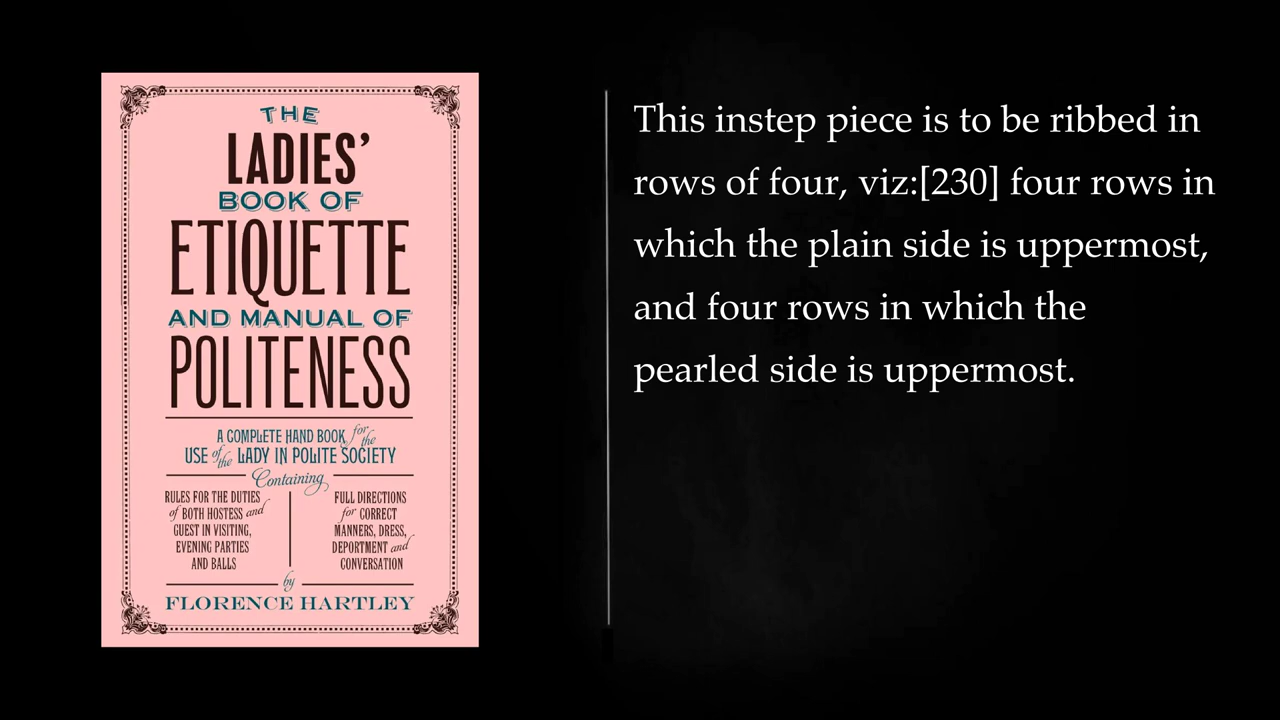 THE
LADIES'
BOOK OF
ETIQUETTE
AND MANUAL OF
POLITENESS
A COMPLETE HAND BOOK for the
USE of the LADY IN POLITE SOCIETY
Containing
RULES FOR THE DUTIES
of BOTH HOSTESS and
GUEST IN VISITING,
EVENING PARTIES
AND BALLS
FULL DIRECTIONS
for CORRECT
MANNERS, DRESS,
DEPORTMENT and
CONVERSATION
by
FLORENCE HARTLEY
This instep piece is to be ribbed in
rows of four, viz:[230] four rows in
which the plain side is uppermost,
and four rows in which the
pearled side is uppermost.